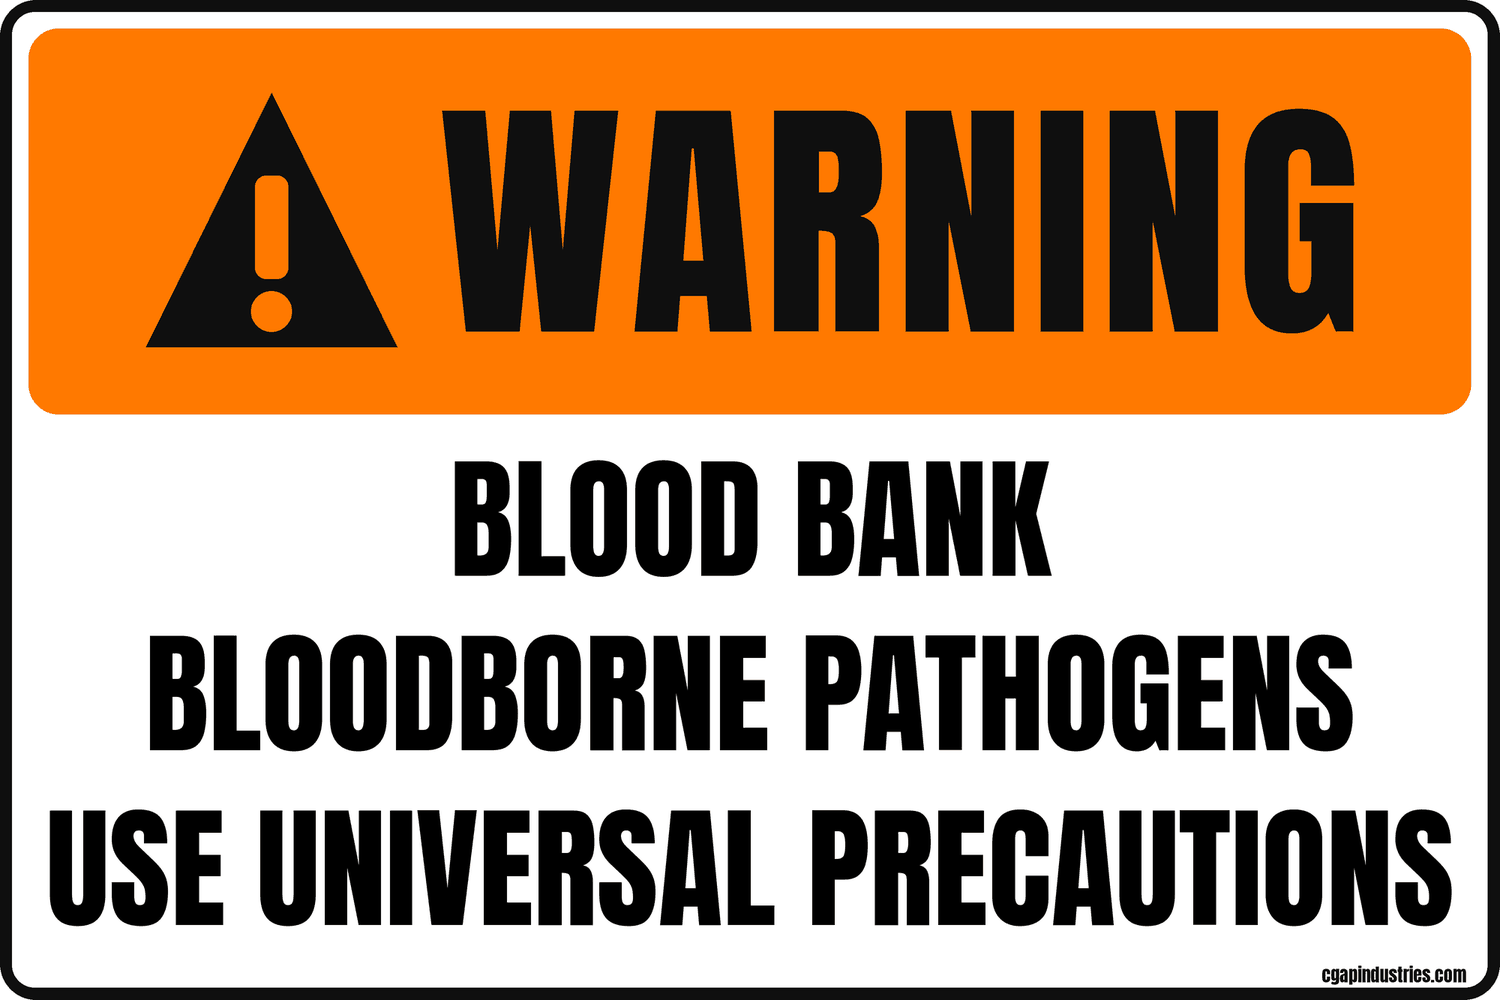 WARNING
BLOOD BANK
BLOODBORNE PATHOGENS
USE UNIVERSAL PRECAUTIONS
cgapindustries.com